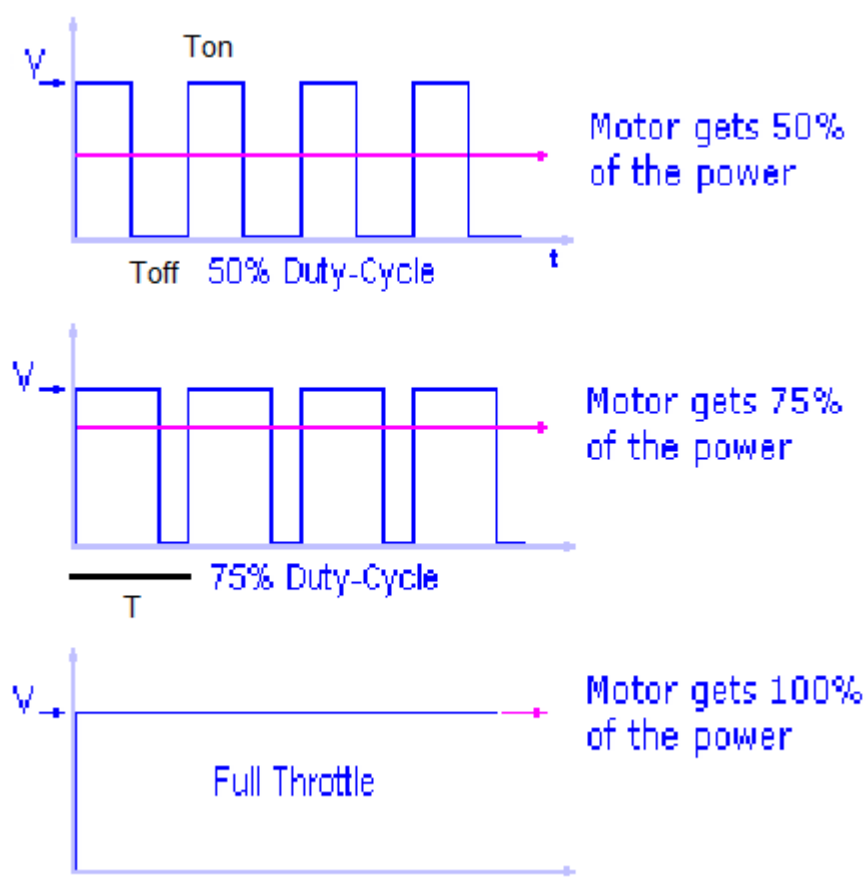 V
Ton
Motor gets 50%
of the power
Toff
50% Duty-Cycle
t
V
Motor gets 75%
of the power
75% Duty-Cycle
T
V
Motor gets 100%
of the power
Full Throttle